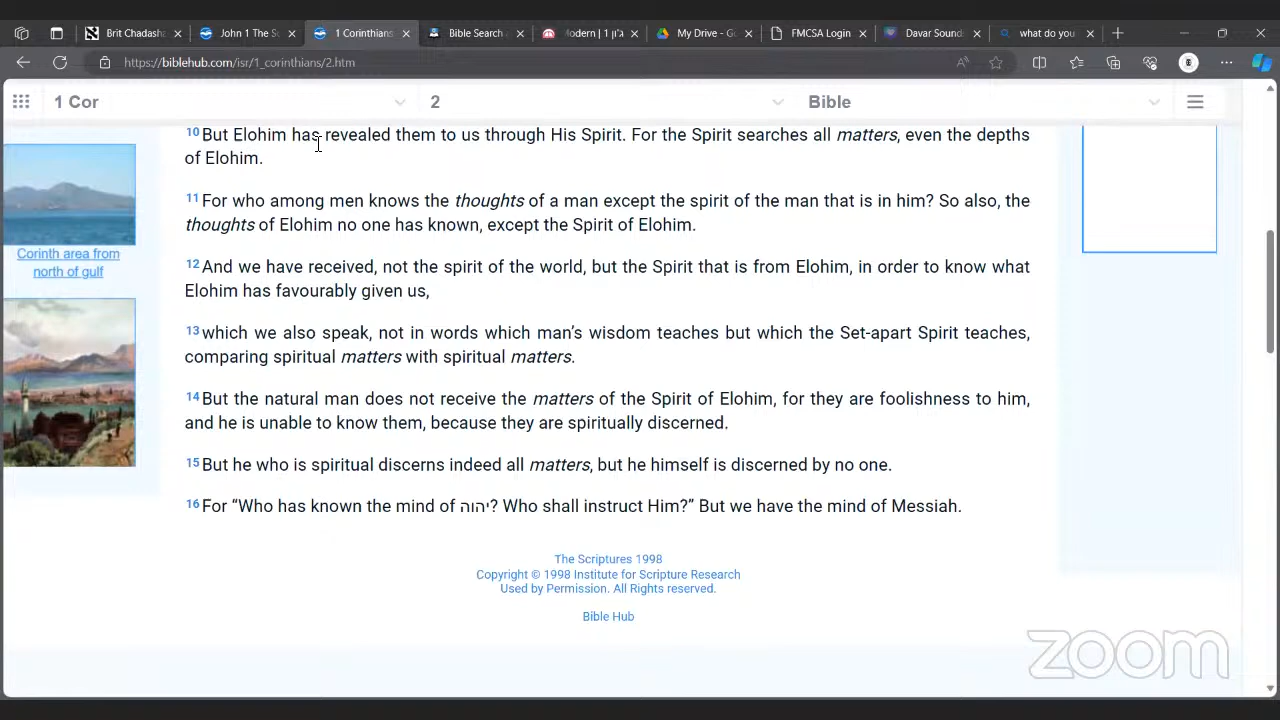 Brit Chadasha
John 1 The Sc
1 Corinthians
Bible Search
Modern | ג'ון 1
My Drive - Go
FMCSA Login
Davar Sound
what do you
https://biblehub.com/isr/1_corinthians/2.htm
1 Cor
2
Bible
10 But Elohim has revealed them to us through His Spirit. For the Spirit searches all matters, even the depths
of Elohim.
11 For who among men knows the thoughts of a man except the spirit of the man that is in him? So also, the
thoughts of Elohim no one has known, except the Spirit of Elohim.
12 And we have received, not the spirit of the world, but the Spirit that is from Elohim, in order to know what
Elohim has favourably given us,
13 which we also speak, not in words which man's wisdom teaches but which the Set-apart Spirit teaches,
comparing spiritual matters with spiritual matters.
14 But the natural man does not receive the matters of the Spirit of Elohim, for they are foolishness to him,
and he is unable to know them, because they are spiritually discerned.
15 But he who is spiritual discerns indeed all matters, but he himself is discerned by no one.
16 For “Who has known the mind of יהוה? Who shall instruct Him?” But we have the mind of Messiah.
Corinth area from
north of gulf
The Scriptures 1998
Copyright © 1998 Institute for Scripture Research
Used by Permission. All Rights reserved.
Bible Hub
zoom